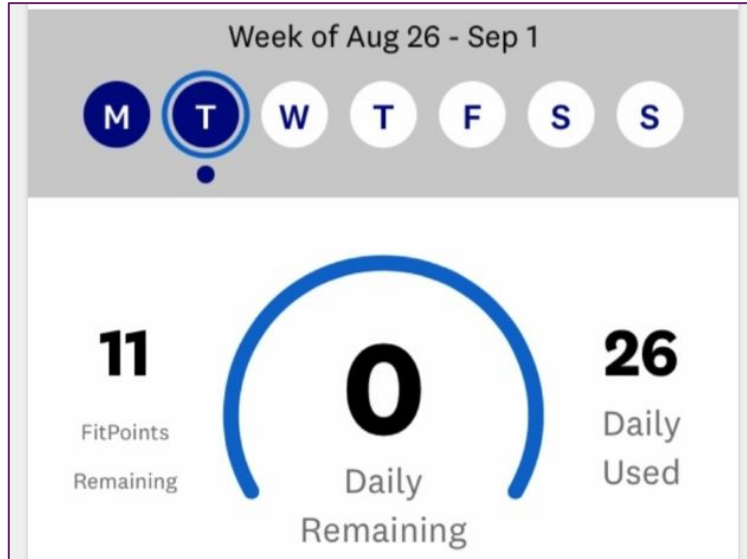 Week of Aug 26 - Sep 1
M T W T F S S
11
FitPoints
Remaining
0
Daily
Remaining
26
Daily
Used